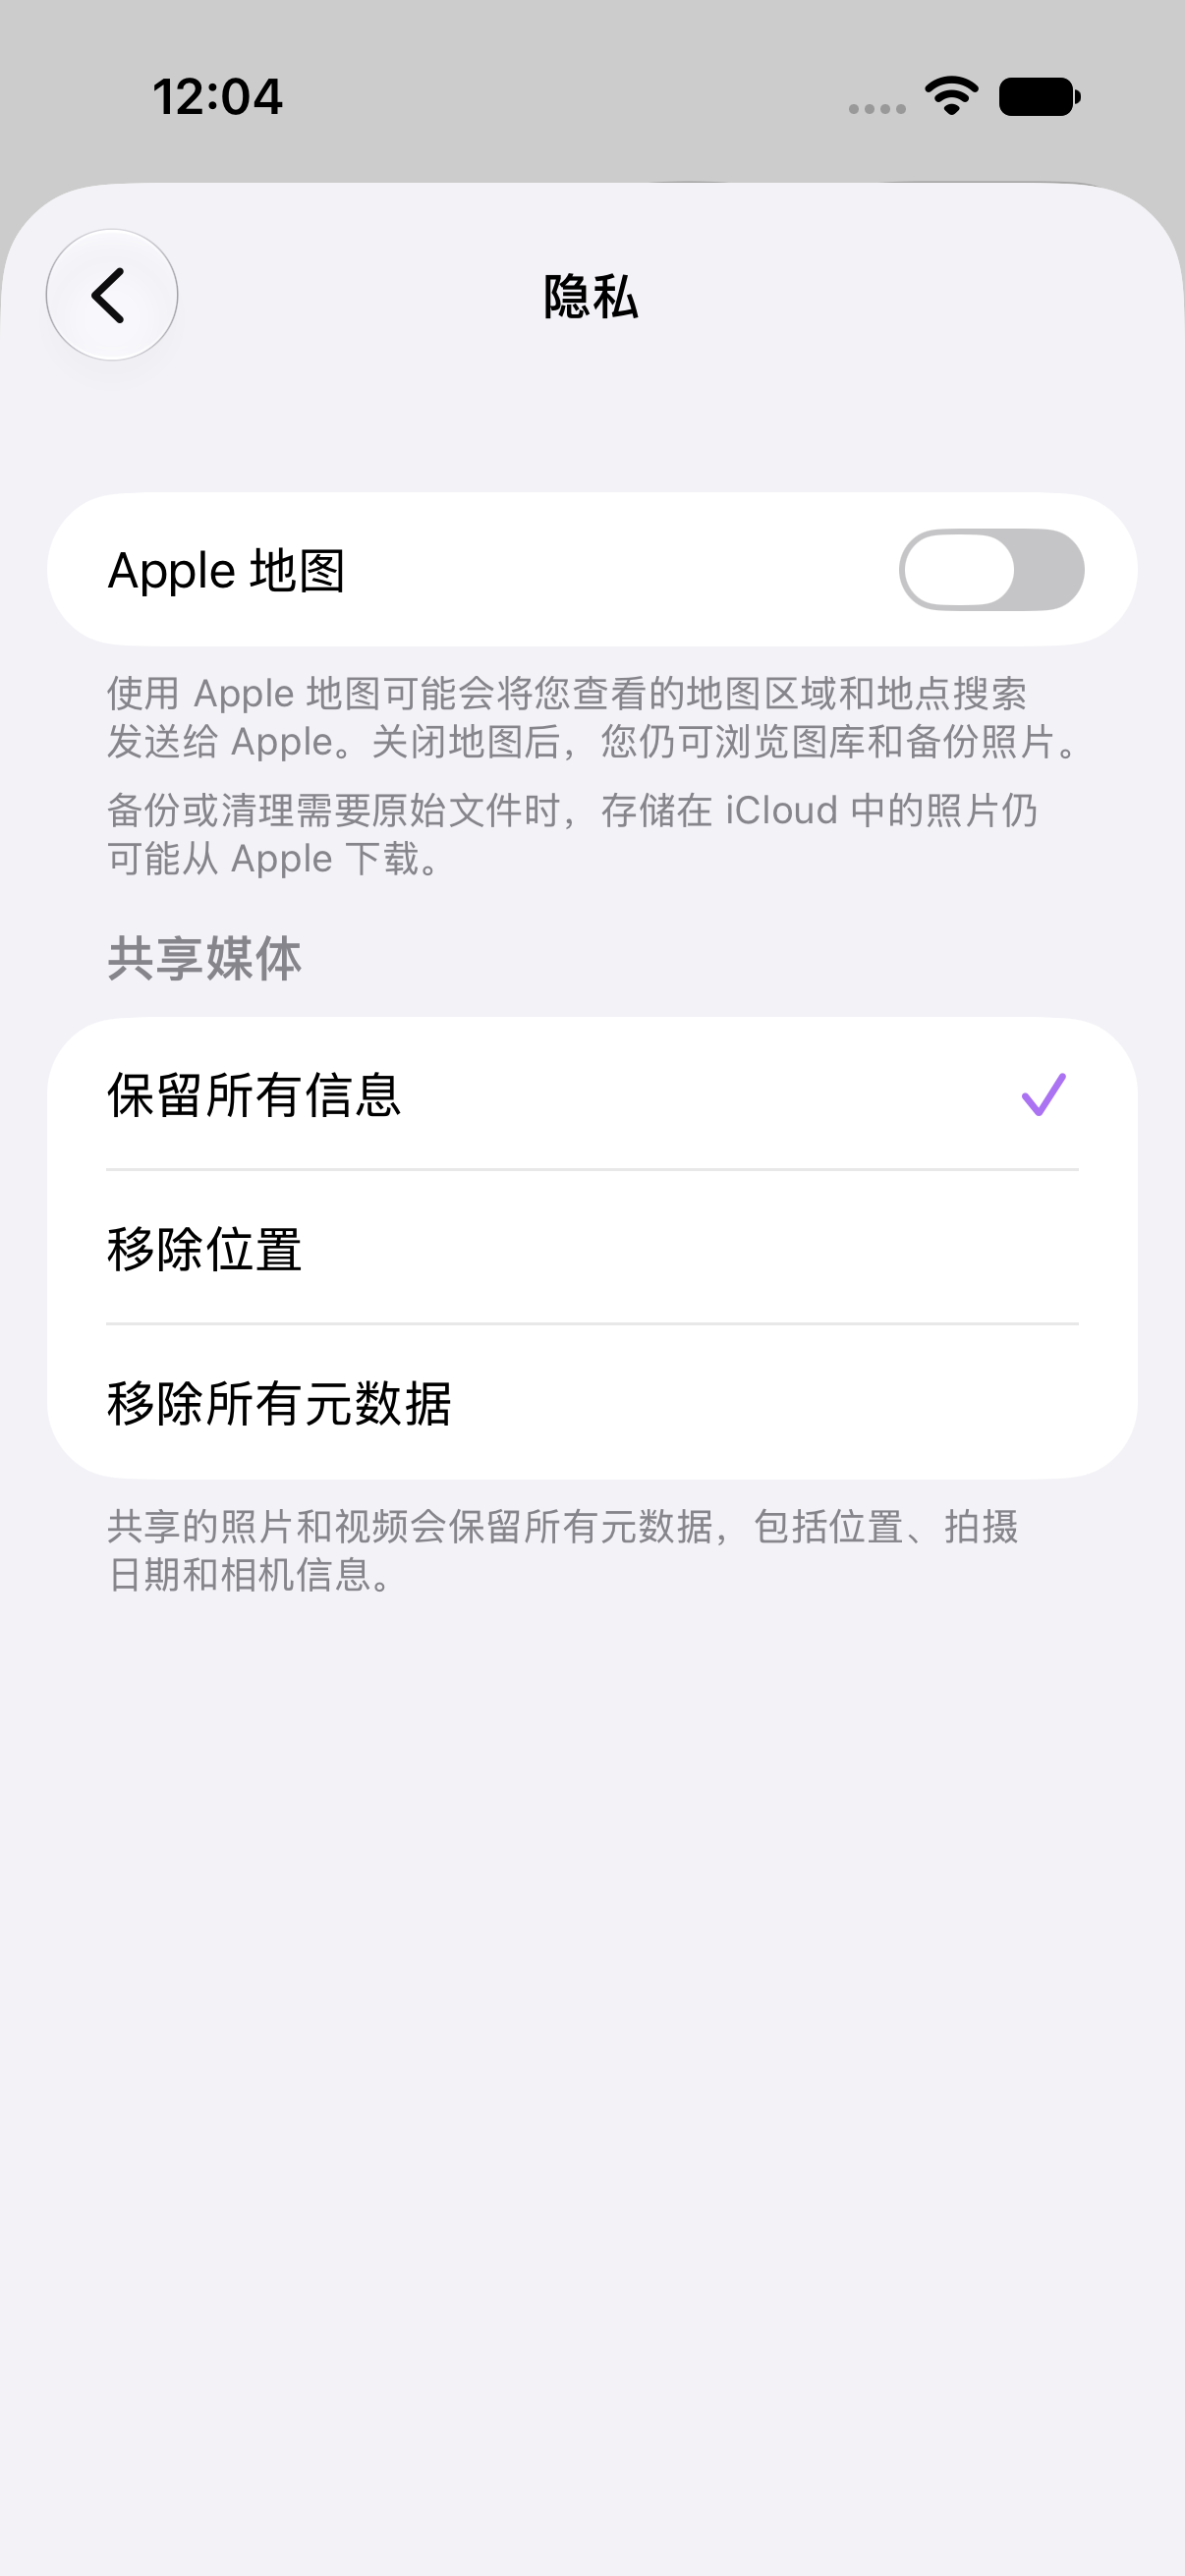 12:04
隐私
Apple 地图
使用 Apple 地图可能会将您查看的地图区域和地点搜索
发送给 Apple。关闭地图后，您仍可浏览图库和备份照片。
备份或清理需要原始文件时，存储在 iCloud 中的照片仍
可能从 Apple 下载。
共享媒体
保留所有信息
移除位置
移除所有元数据
共享的照片和视频会保留所有元数据，包括位置、拍摄
日期和相机信息。